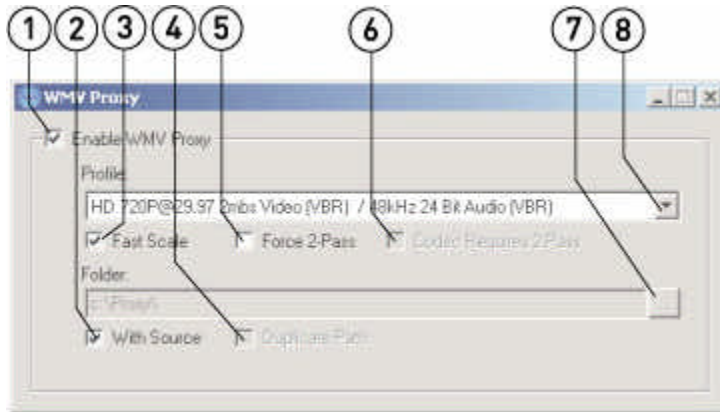 1 2 3 4 5 6 7 8
WMV Proxy
Enable WMV Proxy
Profile:
HD 720P@29.97 2mbs Video (VBR) / 48kHz 24 Bit Audio (VBR)
Fast Scale Force 2-Pass Codec Requires 2 Pass
Folder:
c:\Proxy\
With Source Duplicate Path